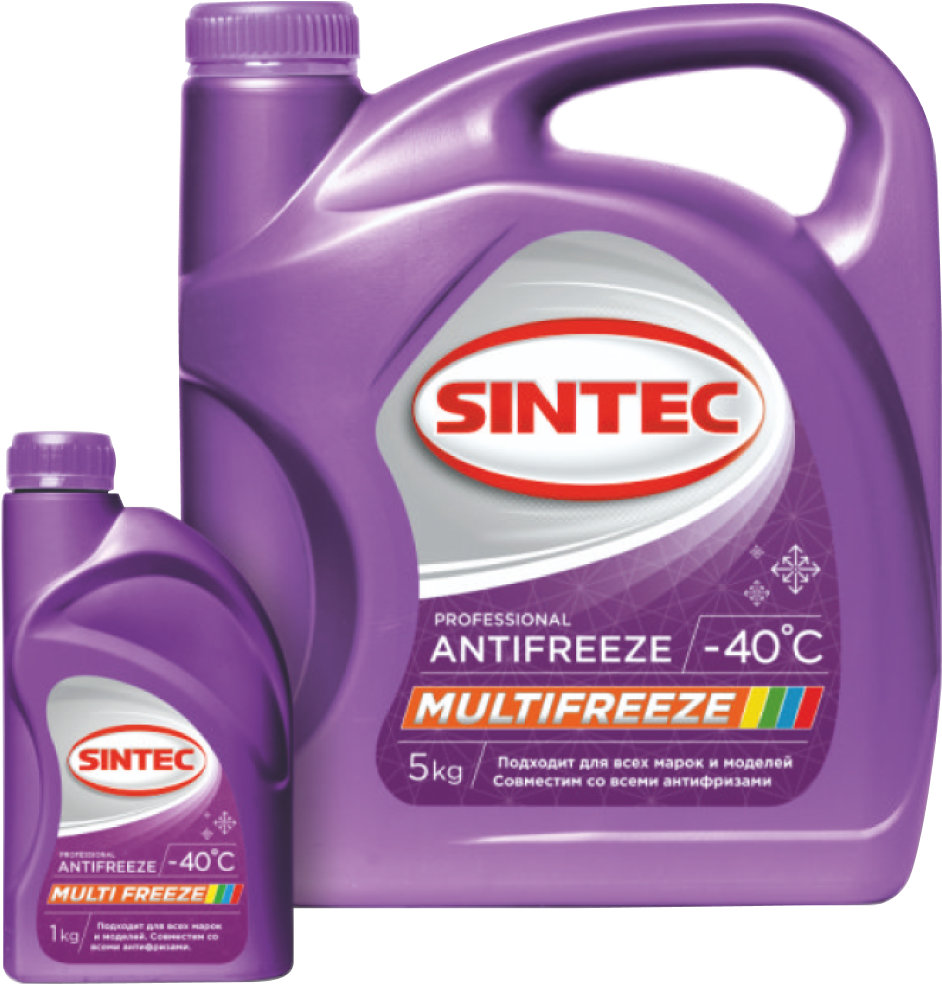 SINTEC
PROFESSIONAL
ANTIFREEZE / -40°C
MULTIFREEZE
5kg / Подходит для всех марок и моделей
Совместим со всеми антифризами
SINTEC
PROFESSIONAL
ANTIFREEZE / -40°C
MULTI FREEZE
1kg / Подходит для всех марок
и моделей. Совместим со
всеми антифризами.